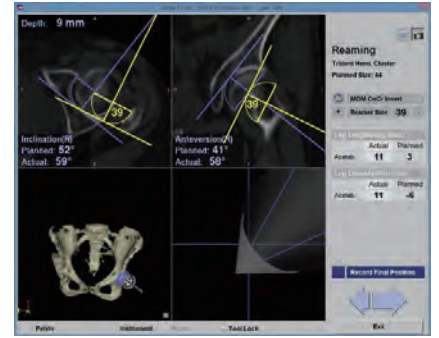 Depth: 9 mm
39
Inclination(R)
Planned: 52°
Actual: 59°
39
Anteversion(R)
Planned: 41°
Actual: 58°
Reaming
Trident Hemi, Cluster
Planned Size: 44
MDM CoCr Insert
Reamer Size 39
Actual Planned
Acetab. 11 3
Actual Planned
Acetab. 11 -6
Record Final Position
Pelvis
Instrument
Tool Lock
Exit